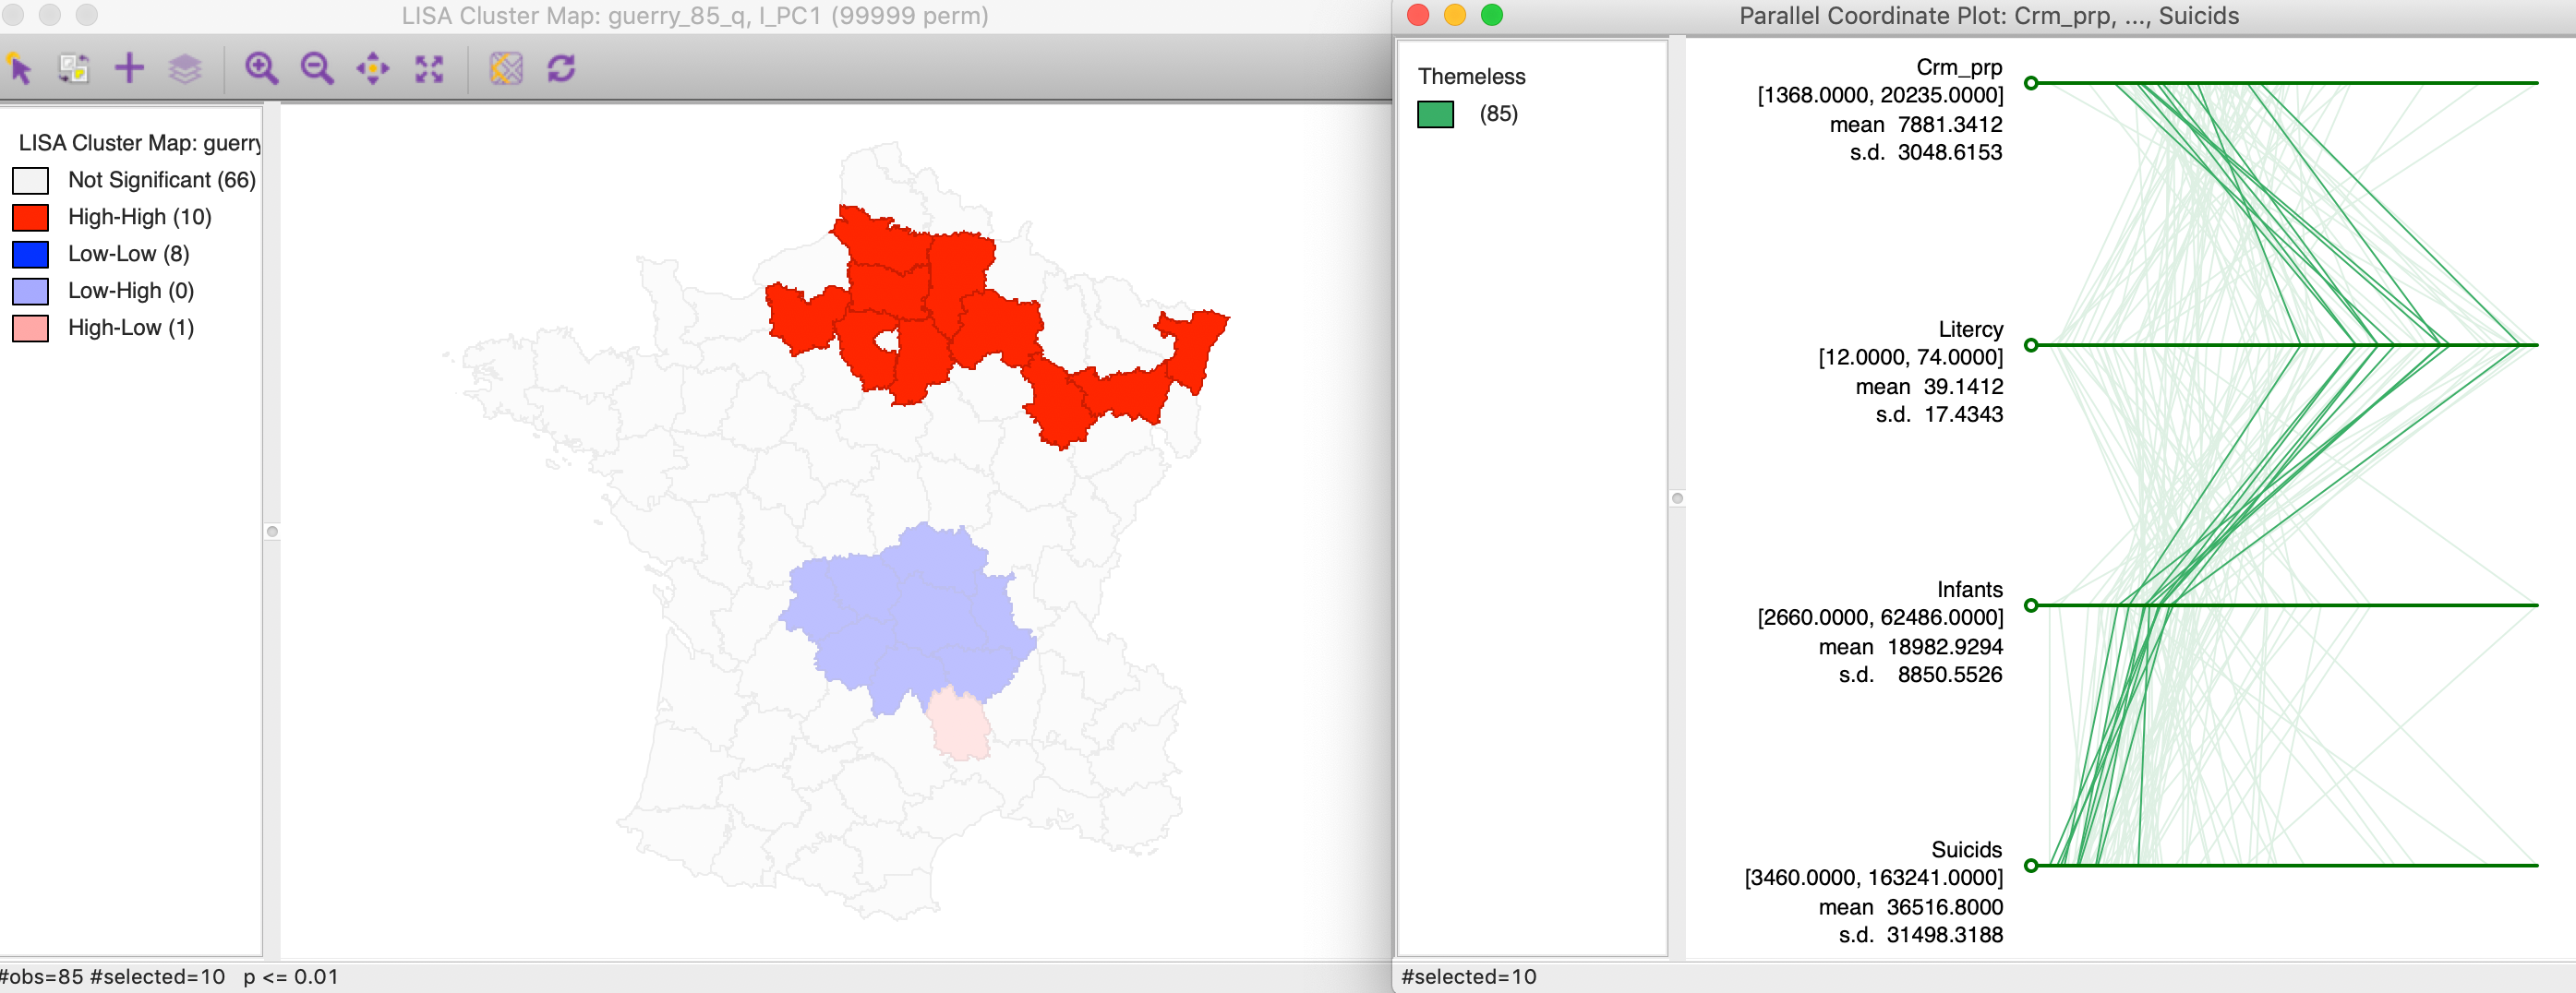 LISA Cluster Map: guerry_85_q, I_PC1 (99999 perm)
LISA Cluster Map: guerry
Not Significant (66)
High-High (10)
Low-Low (8)
Low-High (0)
High-Low (1)
#obs=85 #selected=10 p <= 0.01
Parallel Coordinate Plot: Crm_prp, ..., Suicids
Themeless
(85)
Crm_prp
[1368.0000, 20235.0000]
mean 7881.3412
s.d. 3048.6153
Litercy
[12.0000, 74.0000]
mean 39.1412
s.d. 17.4343
Infants
[2660.0000, 62486.0000]
mean 18982.9294
s.d. 8850.5526
Suicids
[3460.0000, 163241.0000]
mean 36516.8000
s.d. 31498.3188
#selected=10